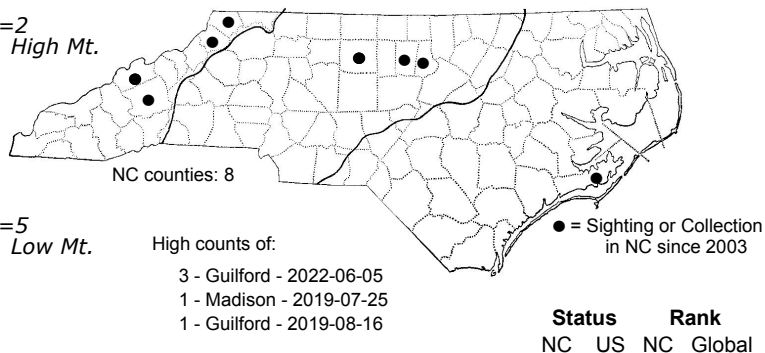 =2
High Mt.
NC counties: 8
=5
Low Mt.
High counts of:
3 - Guilford - 2022-06-05
1 - Madison - 2019-07-25
1 - Guilford - 2019-08-16
● = Sighting or Collection
in NC since 2003
Status Rank
NC US NC Global